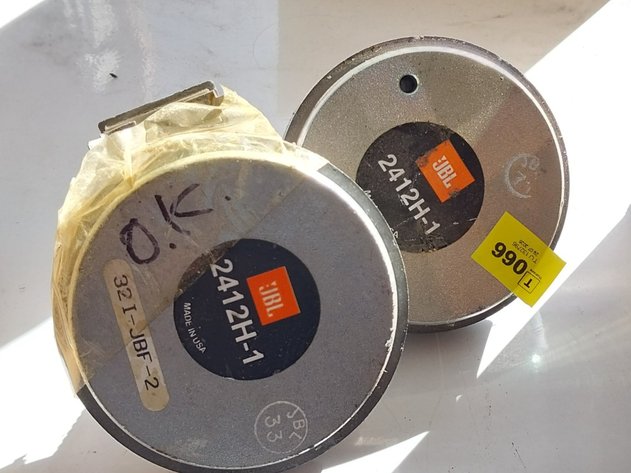 O.K.
32I-JBF-2
JBL
2412H-1
MADE IN USA
JBL
33
JBL
2412H-1
990
T